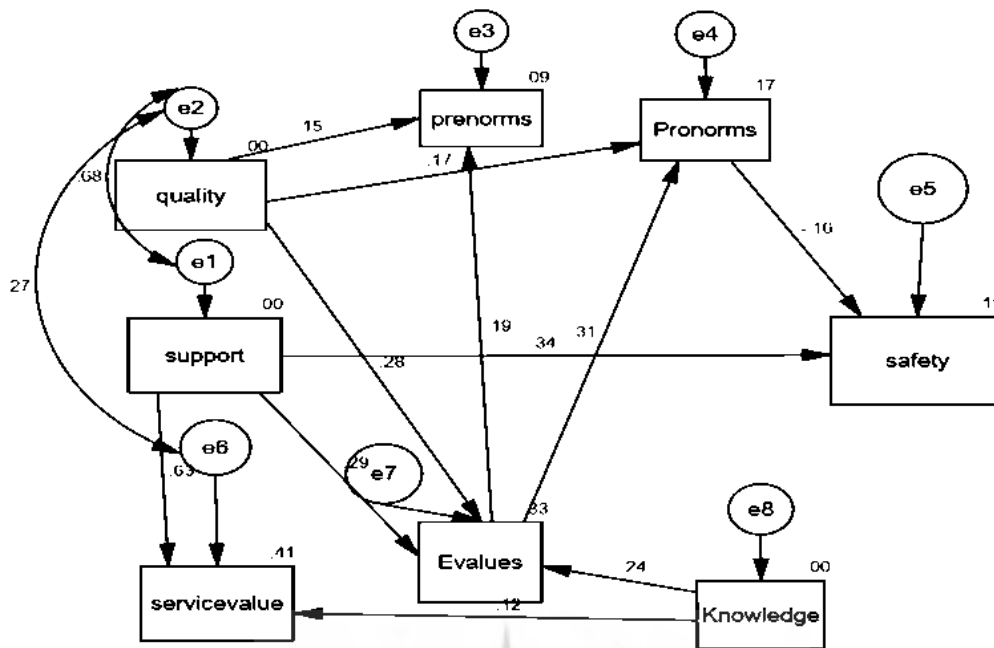 e3
e4
09
17
e2
prenorms
Pronorms
15
00
.17
.68
quality
e5
e1
-.16
27
00
support
19
31
34
safety
.28
e6
.63
.29
e7
e8
.33
.41
Evalues
24
00
servicevalue
.12
Knowledge